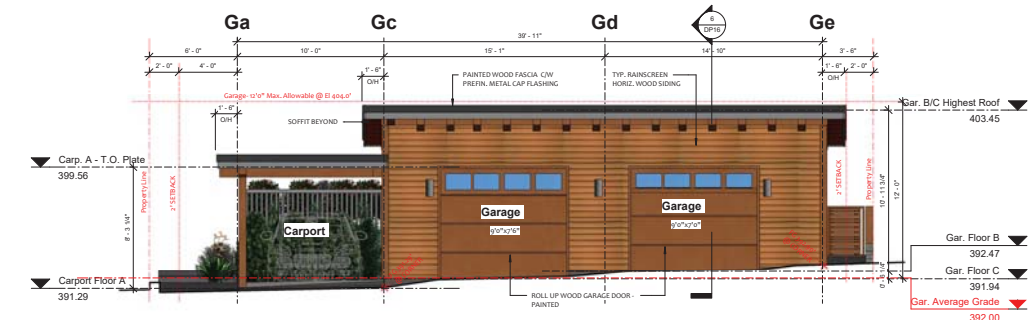 Ga
Gc
Gd
Ge
6
DP16
39' - 11"
6' - 0"
10' - 0"
15' - 1"
14' - 10"
3' - 6"
2' - 0"
4' - 0"
1' - 6"
O/H
1' - 6"
O/H
2' - 0"
PAINTED WOOD FASCIA C/W
PREFIN. METAL CAP FLASHING
TYP. RAINSCREEN
HORIZ. WOOD SIDING
Garage- 12'0" Max. Allowable @ El 404.0'
1' - 6"
O/H
SOFFIT BEYOND
Gar. B/C Highest Roof
403.45
Carp. A - T.O. Plate
399.56
Property Line
2' SETBACK
8' - 3 1/4"
Carport
Garage
9'0"x7'6"
Garage
9'0"x7'0"
2' SETBACK
Property Line
10' - 11 3/4"
12' - 0"
0' - 6 1/4"
Gar. Floor B
392.47
Gar. Floor C
391.94
Gar. Average Grade
392.00
Carport Floor A
391.29
ROLL UP WOOD GARAGE DOOR -
PAINTED